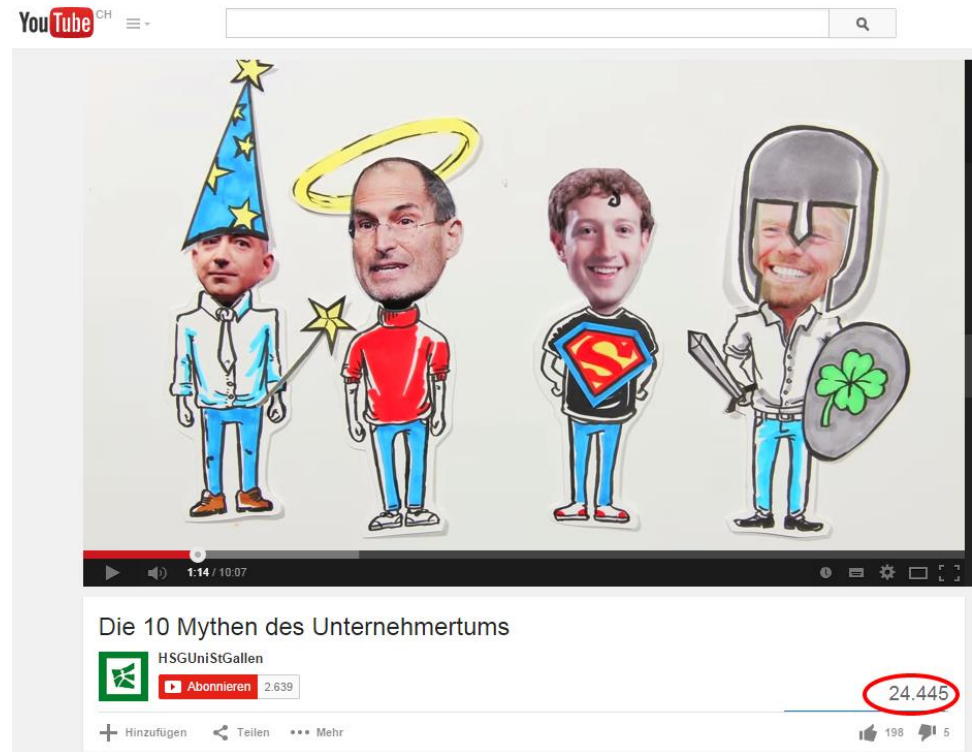 YouTube CH
1:14 / 10:07
Die 10 Mythen des Unternehmertums
HSGUniStGallen
Abonnieren 2.639
24.445
Hinzufügen Teilen Mehr
198 5